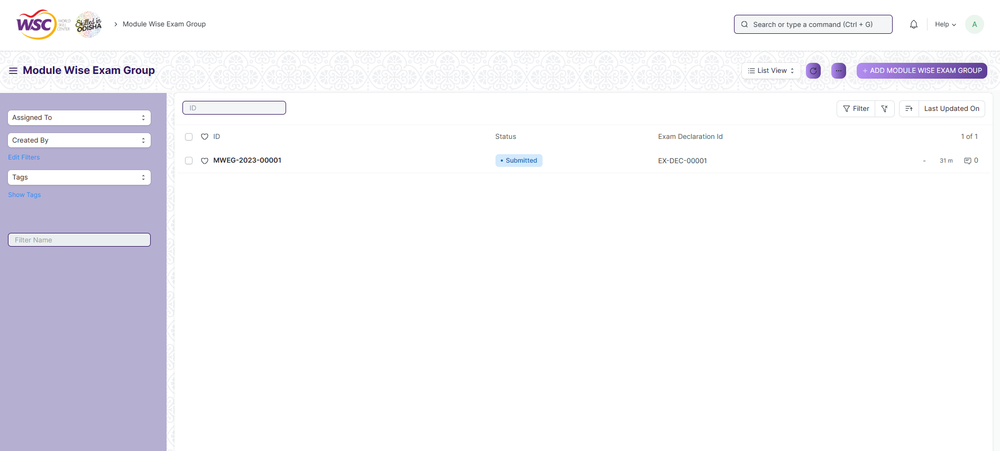 WSC WORLD SKILL CENTER
Skilled in ODISHA
Module Wise Exam Group
Search or type a command (Ctrl + G)
Help
A
Module Wise Exam Group
List View
+ ADD MODULE WISE EXAM GROUP
Assigned To
Created By
Edit Filters
Tags
Show Tags
Filter Name
ID
Filter
Last Updated On
ID Status Exam Declaration Id 1 of 1
MWEG-2023-00001 Submitted EX-DEC-00001 - 31 m 0